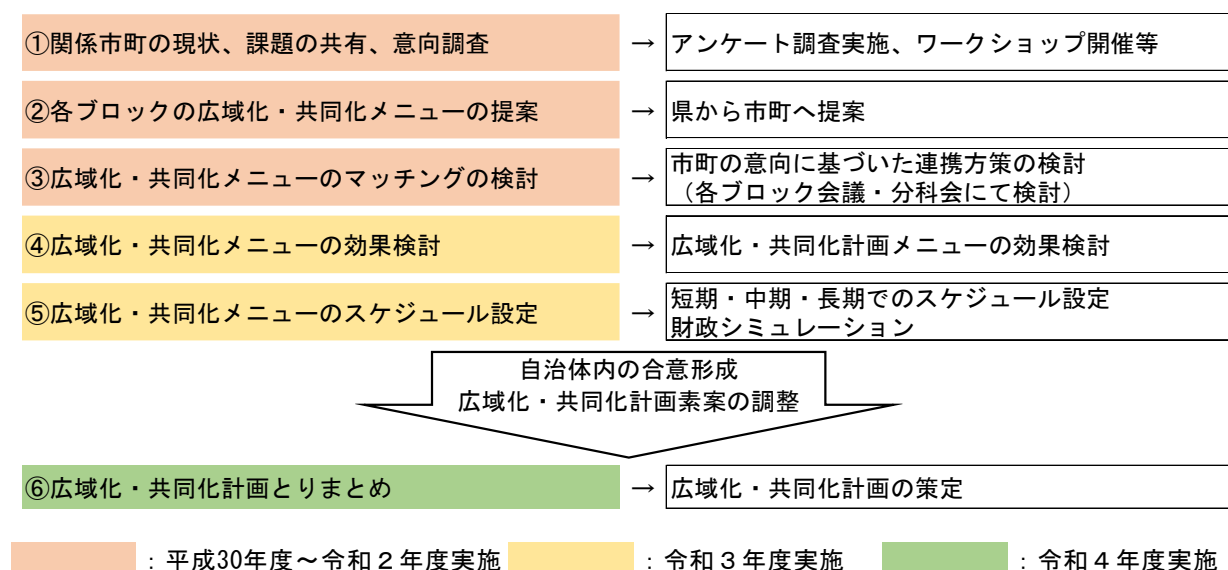 ①関係市町の現状、課題の共有、意向調査 → アンケート調査実施、ワークショップ開催等
②各ブロックの広域化・共同化メニューの提案 → 県から市町へ提案
③広域化・共同化メニューのマッチングの検討 → 市町の意向に基づいた連携方策の検討
（各ブロック会議・分科会にて検討）
④広域化・共同化メニューの効果検討 → 広域化・共同化計画メニューの効果検討
⑤広域化・共同化メニューのスケジュール設定 → 短期・中期・長期でのスケジュール設定
財政シミュレーション
自治体内の合意形成
広域化・共同化計画素案の調整
⑥広域化・共同化計画とりまとめ → 広域化・共同化計画の策定
：平成30年度～令和２年度実施 ：令和３年度実施 ：令和４年度実施